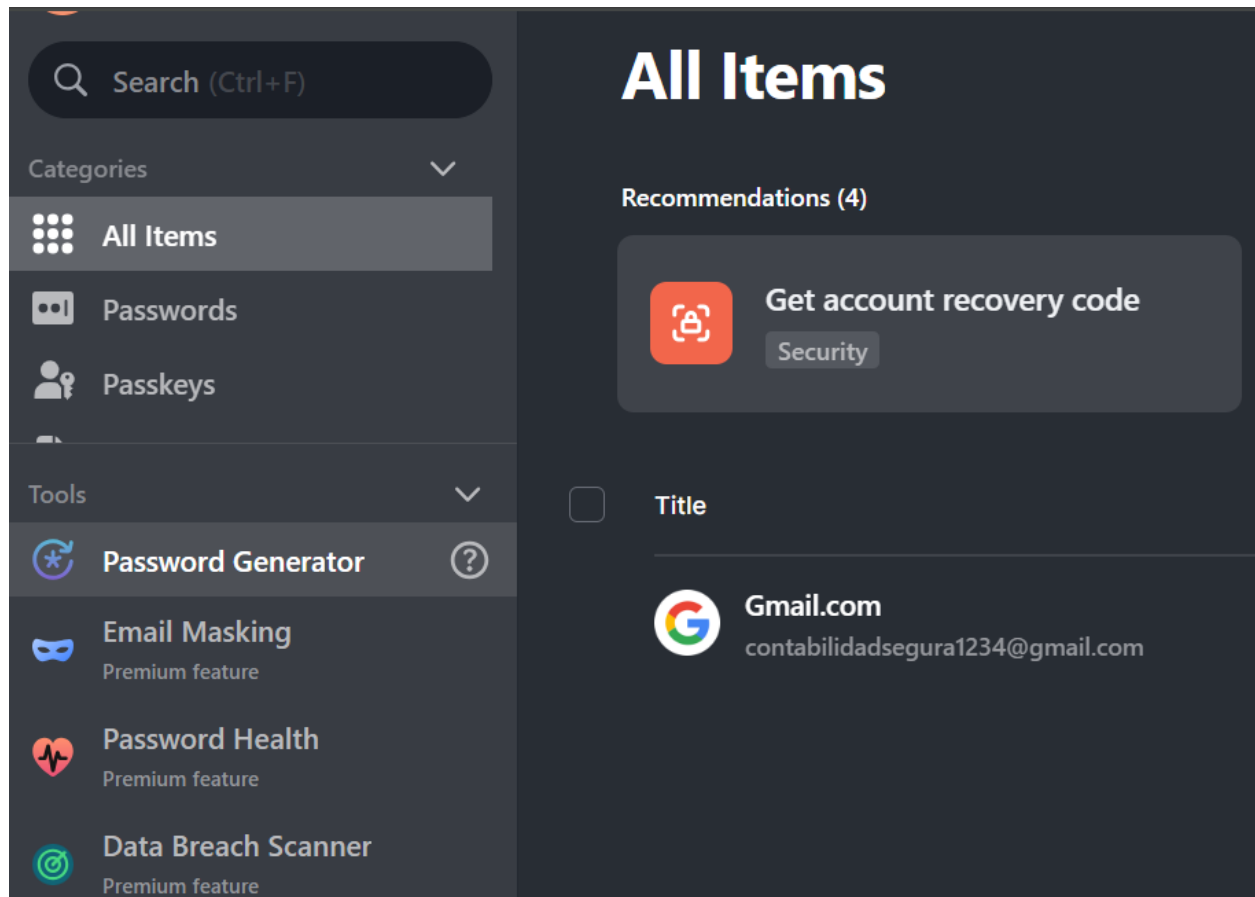 Search (Ctrl+F)
Categories
All Items
Passwords
Passkeys
Tools
Password Generator
Email Masking
Premium feature
Password Health
Premium feature
Data Breach Scanner
Premium feature
All Items
Recommendations (4)
Get account recovery code
Security
Title
Gmail.com
contabilidadsegura1234@gmail.com